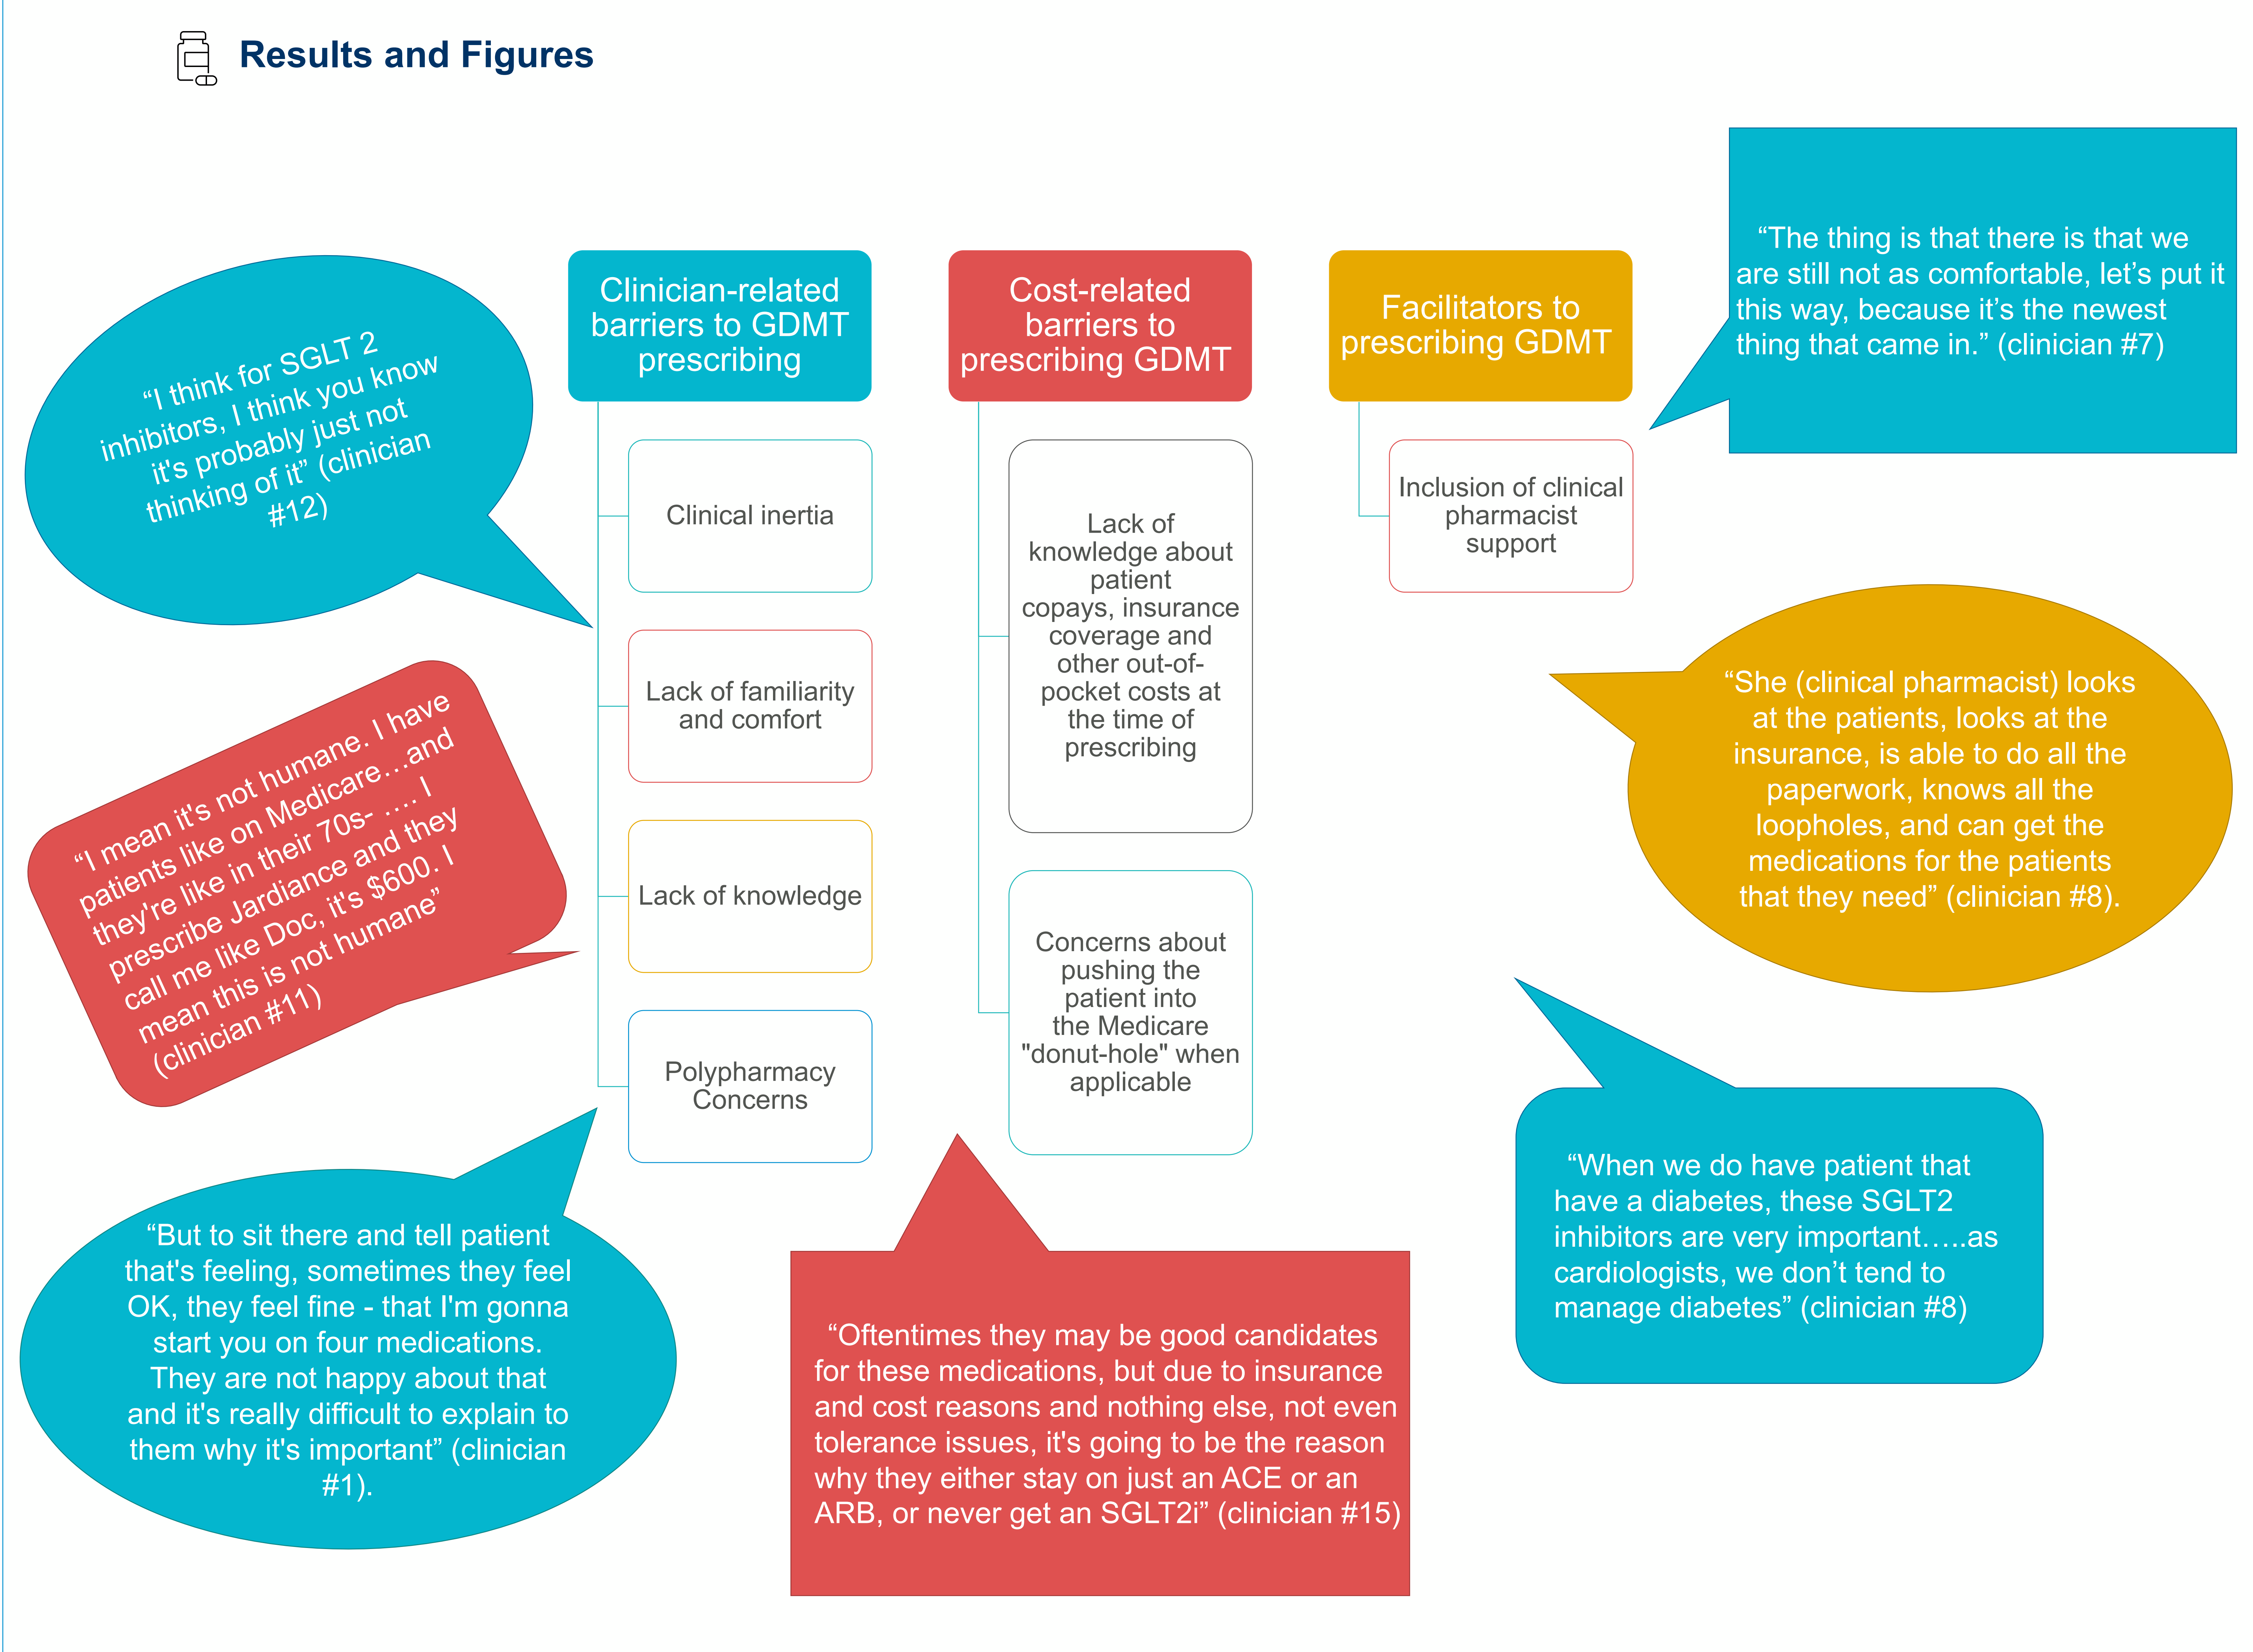 Results and Figures
“The thing is that there is that we
are still not as comfortable, let’s put it
this way, because it’s the newest
thing that came in.” (clinician #7)
Clinician-related
barriers to GDMT
prescribing
Cost-related
barriers to
prescribing GDMT
Facilitators to
prescribing GDMT
“I think for SGLT 2
inhibitors, I think you know
it's probably just not
thinking of it” (clinician
#12)
Clinical inertia
Lack of familiarity
and comfort
Lack of knowledge
Polypharmacy
Concerns
Lack of
knowledge about
patient
copays, insurance
coverage and
other out-of-
pocket costs at
the time of
prescribing
Concerns about
pushing the
patient into
the Medicare
"donut-hole" when
applicable
Inclusion of clinical
pharmacist
support
“She (clinical pharmacist) looks
at the patients, looks at the
insurance, is able to do all the
paperwork, knows all the
loopholes, and can get the
medications for the patients
that they need” (clinician #8).
“I mean it's not humane. I have
patients like on Medicare…and
they're like in their 70s- …. I
prescribe Jardiance and they
call me like Doc, it's $600. I
mean this is not humane”
(clinician #11)
“When we do have patient that
have a diabetes, these SGLT2
inhibitors are very important…..as
cardiologists, we don’t tend to
manage diabetes” (clinician #8)
“But to sit there and tell patient
that's feeling, sometimes they feel
OK, they feel fine - that I'm gonna
start you on four medications.
They are not happy about that
and it's really difficult to explain to
them why it's important” (clinician
#1).
“Oftentimes they may be good candidates
for these medications, but due to insurance
and cost reasons and nothing else, not even
tolerance issues, it's going to be the reason
why they either stay on just an ACE or an
ARB, or never get an SGLT2i” (clinician #15)